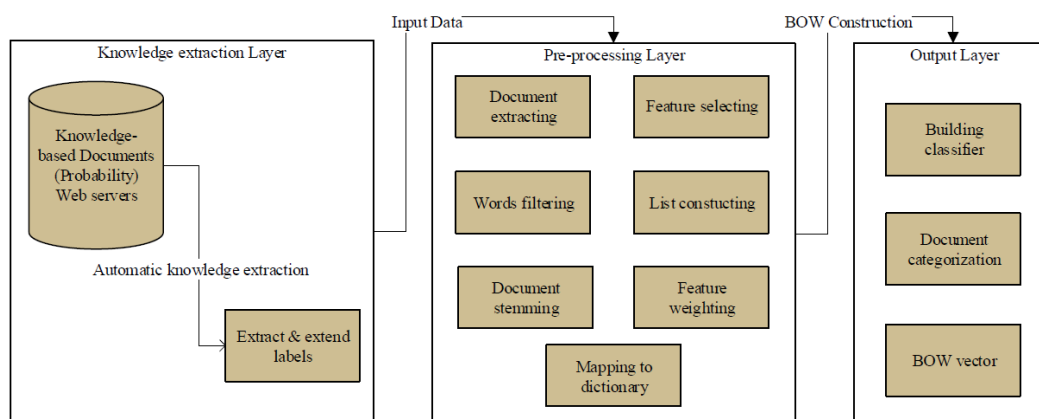 Input Data
BOW Construction
Knowledge extraction Layer
Knowledge-
based Documents
(Probability)
Web servers
Automatic knowledge extraction
Extract & extend
labels
Pre-processing Layer
Document
extracting
Feature selecting
Words filtering
List constucting
Document
stemming
Feature
weighting
Mapping to
dictionary
Output Layer
Building
classifier
Document
categorization
BOW vector